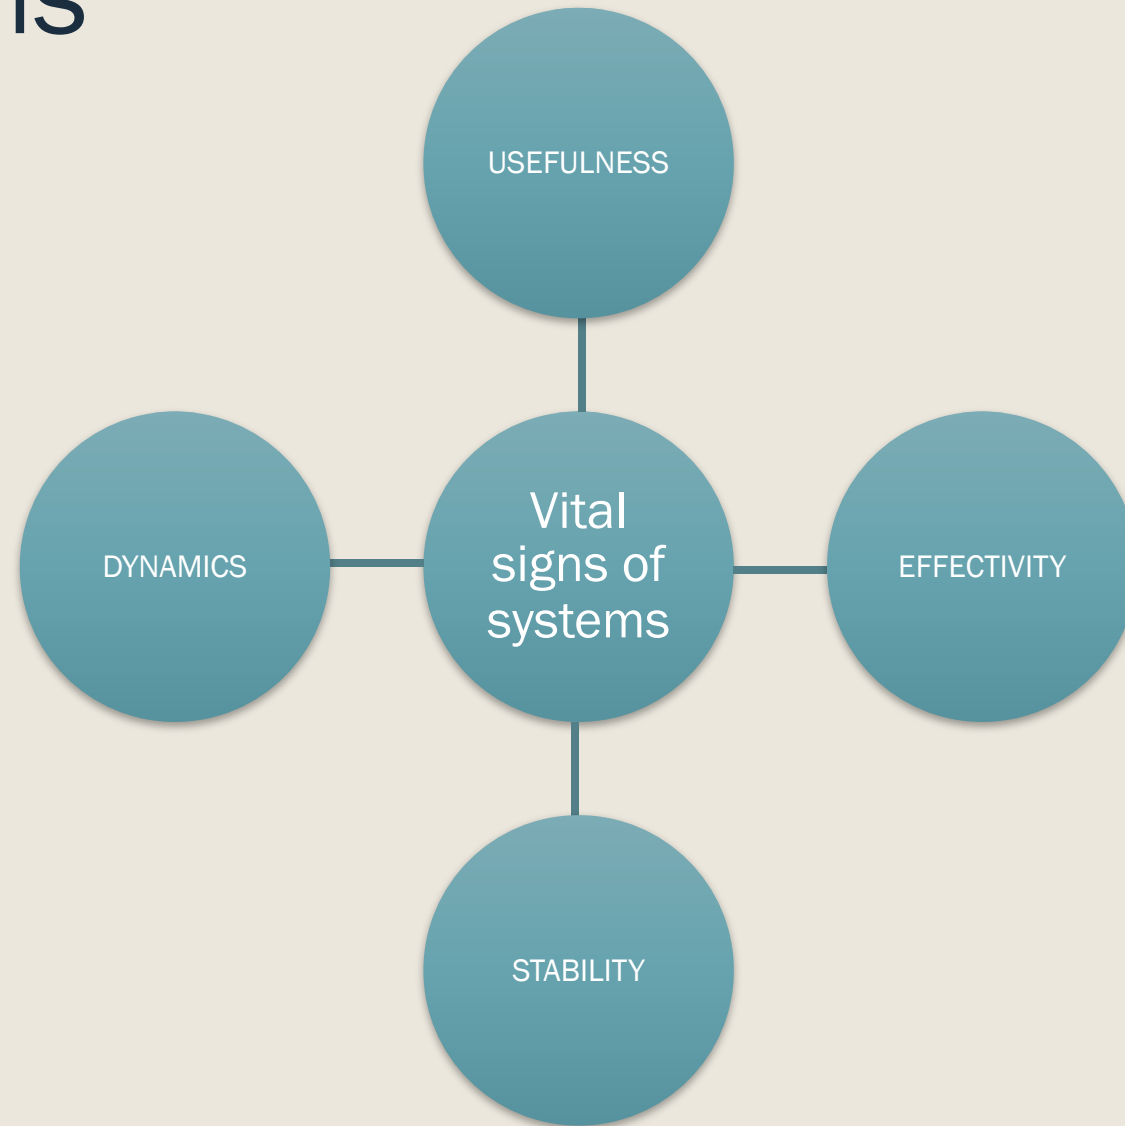 USEFULNESS
DYNAMICS
Vital
signs of
systems
EFFECTIVITY
STABILITY